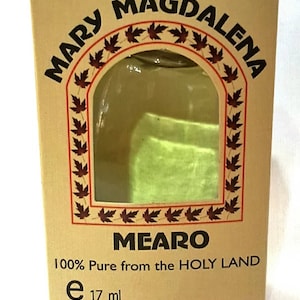 MARY MAGDALENA
MEARO
100% Pure from the HOLY LAND
e 17 ml